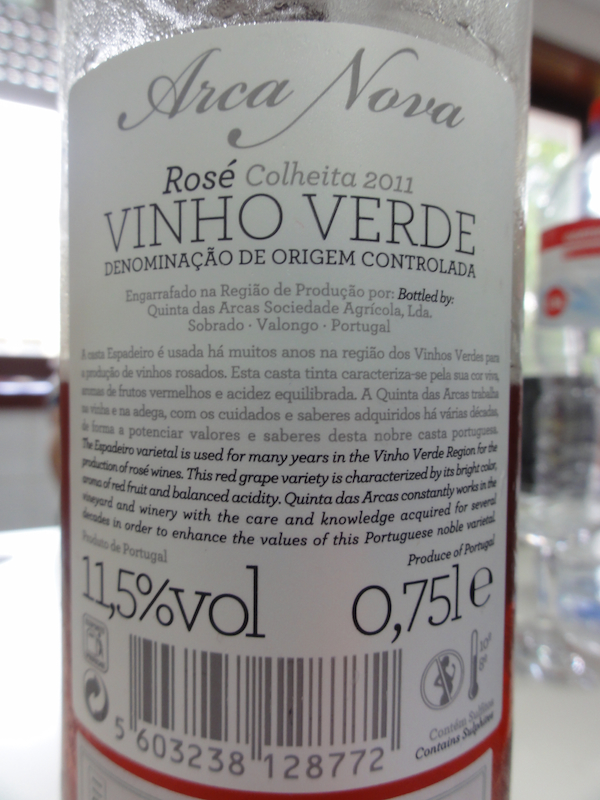 Arca Nova
Rosé Colheita 2011
VINHO VERDE
DENOMINAÇÃO DE ORIGEM CONTROLADA
Engarrafado na Região de Produção por: Bottled by:
Quinta das Arcas Sociedade Agrícola, Lda.
Sobrado · Valongo · Portugal
A casta Espadeiro é usada há muitos anos na região dos Vinhos Verdes para
a produção de vinhos rosados. Esta casta tinta caracteriza-se pela sua cor viva,
aromas de frutos vermelhos e acidez equilibrada. A Quinta das Arcas trabalha
na vinha e na adega, com os cuidados e saberes adquiridos há várias décadas,
de forma a potenciar valores e saberes desta nobre casta portuguesa.
The Espadeiro varietal is used for many years in the Vinho Verde Region for the
production of rosé wines. This red grape variety is characterized by its bright color,
aroma of red fruit and balanced acidity. Quinta das Arcas constantly works in the
vineyard and winery with the care and knowledge acquired for several
decades in order to enhance the values of this Portuguese noble varietal.
Produto de Portugal
Produce of Portugal
11,5%vol
0,75l e
10º
8º
Contém Sulfitos
Contains Sulphites
5 603238 128772